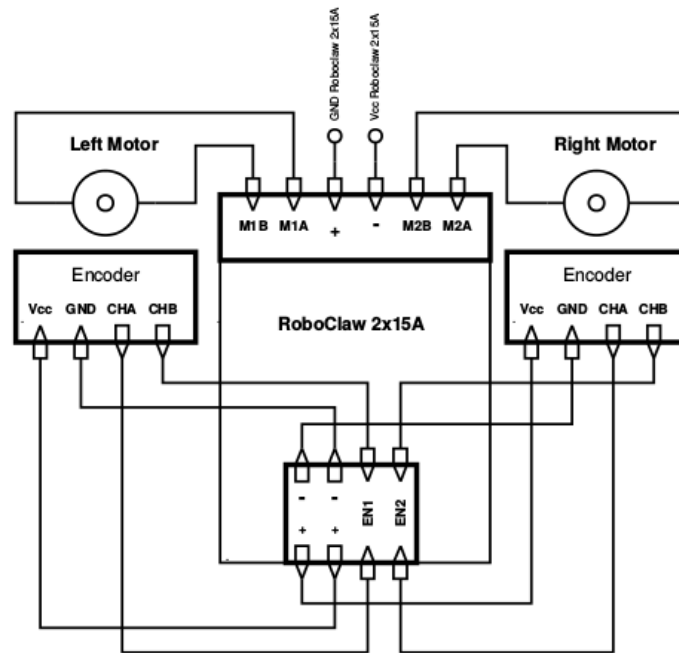 GND Roboclaw 2x15A
Vcc Roboclaw 2x15A
Left Motor
Right Motor
M1B M1A + - M2B M2A
Encoder
Vcc GND CHA CHB
RoboClaw 2x15A
Encoder
Vcc GND CHA CHB
- - EN1 EN2
+ +